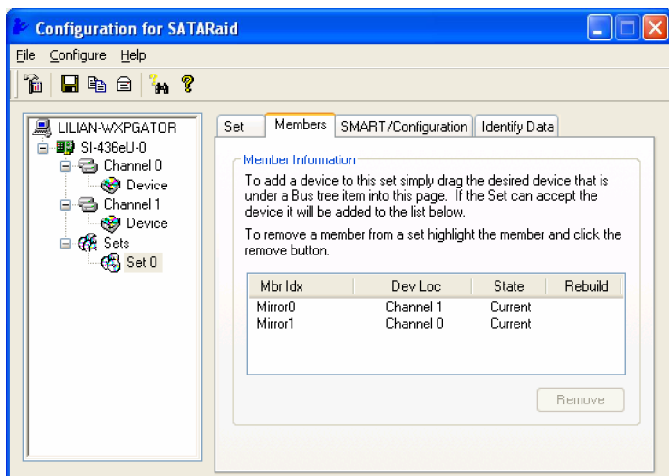 Configuration for SATARaid
File Configure Help
LILIAN-WXPGATOR
SI-436eU-0
Channel 0
Device
Channel 1
Device
Sets
Set 0
Set Members SMART/Configuration Identify Data
Member Information
To add a device to this set simply drag the desired device that is
under a Bus tree item into this page. If the Set can accept the
device it will be added to the list below.
To remove a member from a set highlight the member and click the
remove button.
Mbr Idx Dev Loc State Rebuild
Mirror0 Channel 1 Current
Mirror1 Channel 0 Current
Remove